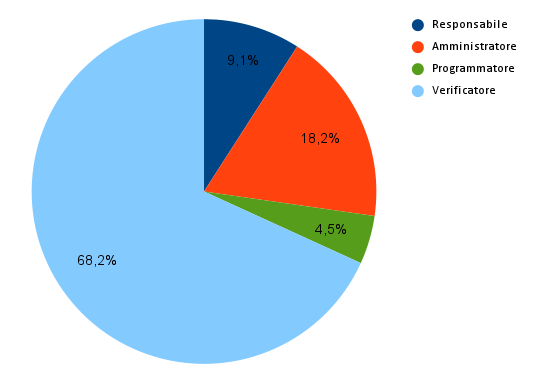 Responsabile
Amministratore
Programmatore
Verificatore
9,1%
18,2%
4,5%
68,2%